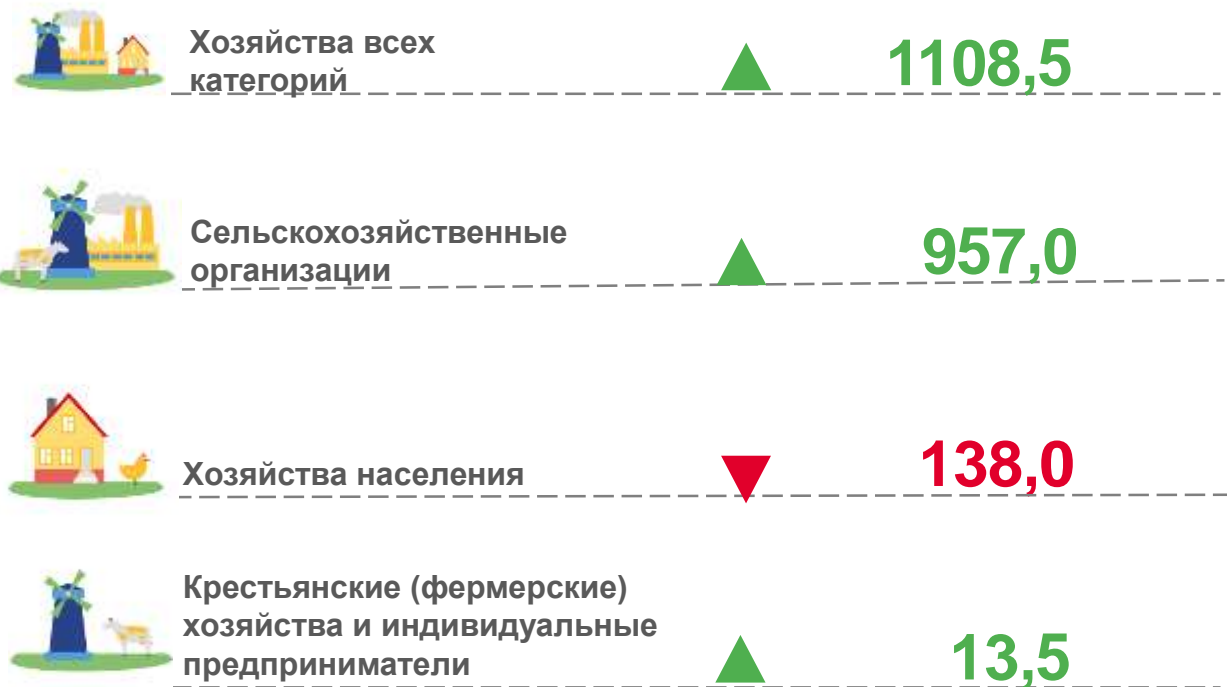 Хозяйства всех
категорий
1108,5
Сельскохозяйственные
организации
957,0
Хозяйства населения
138,0
Крестьянские (фермерские)
хозяйства и индивидуальные
предприниматели
13,5